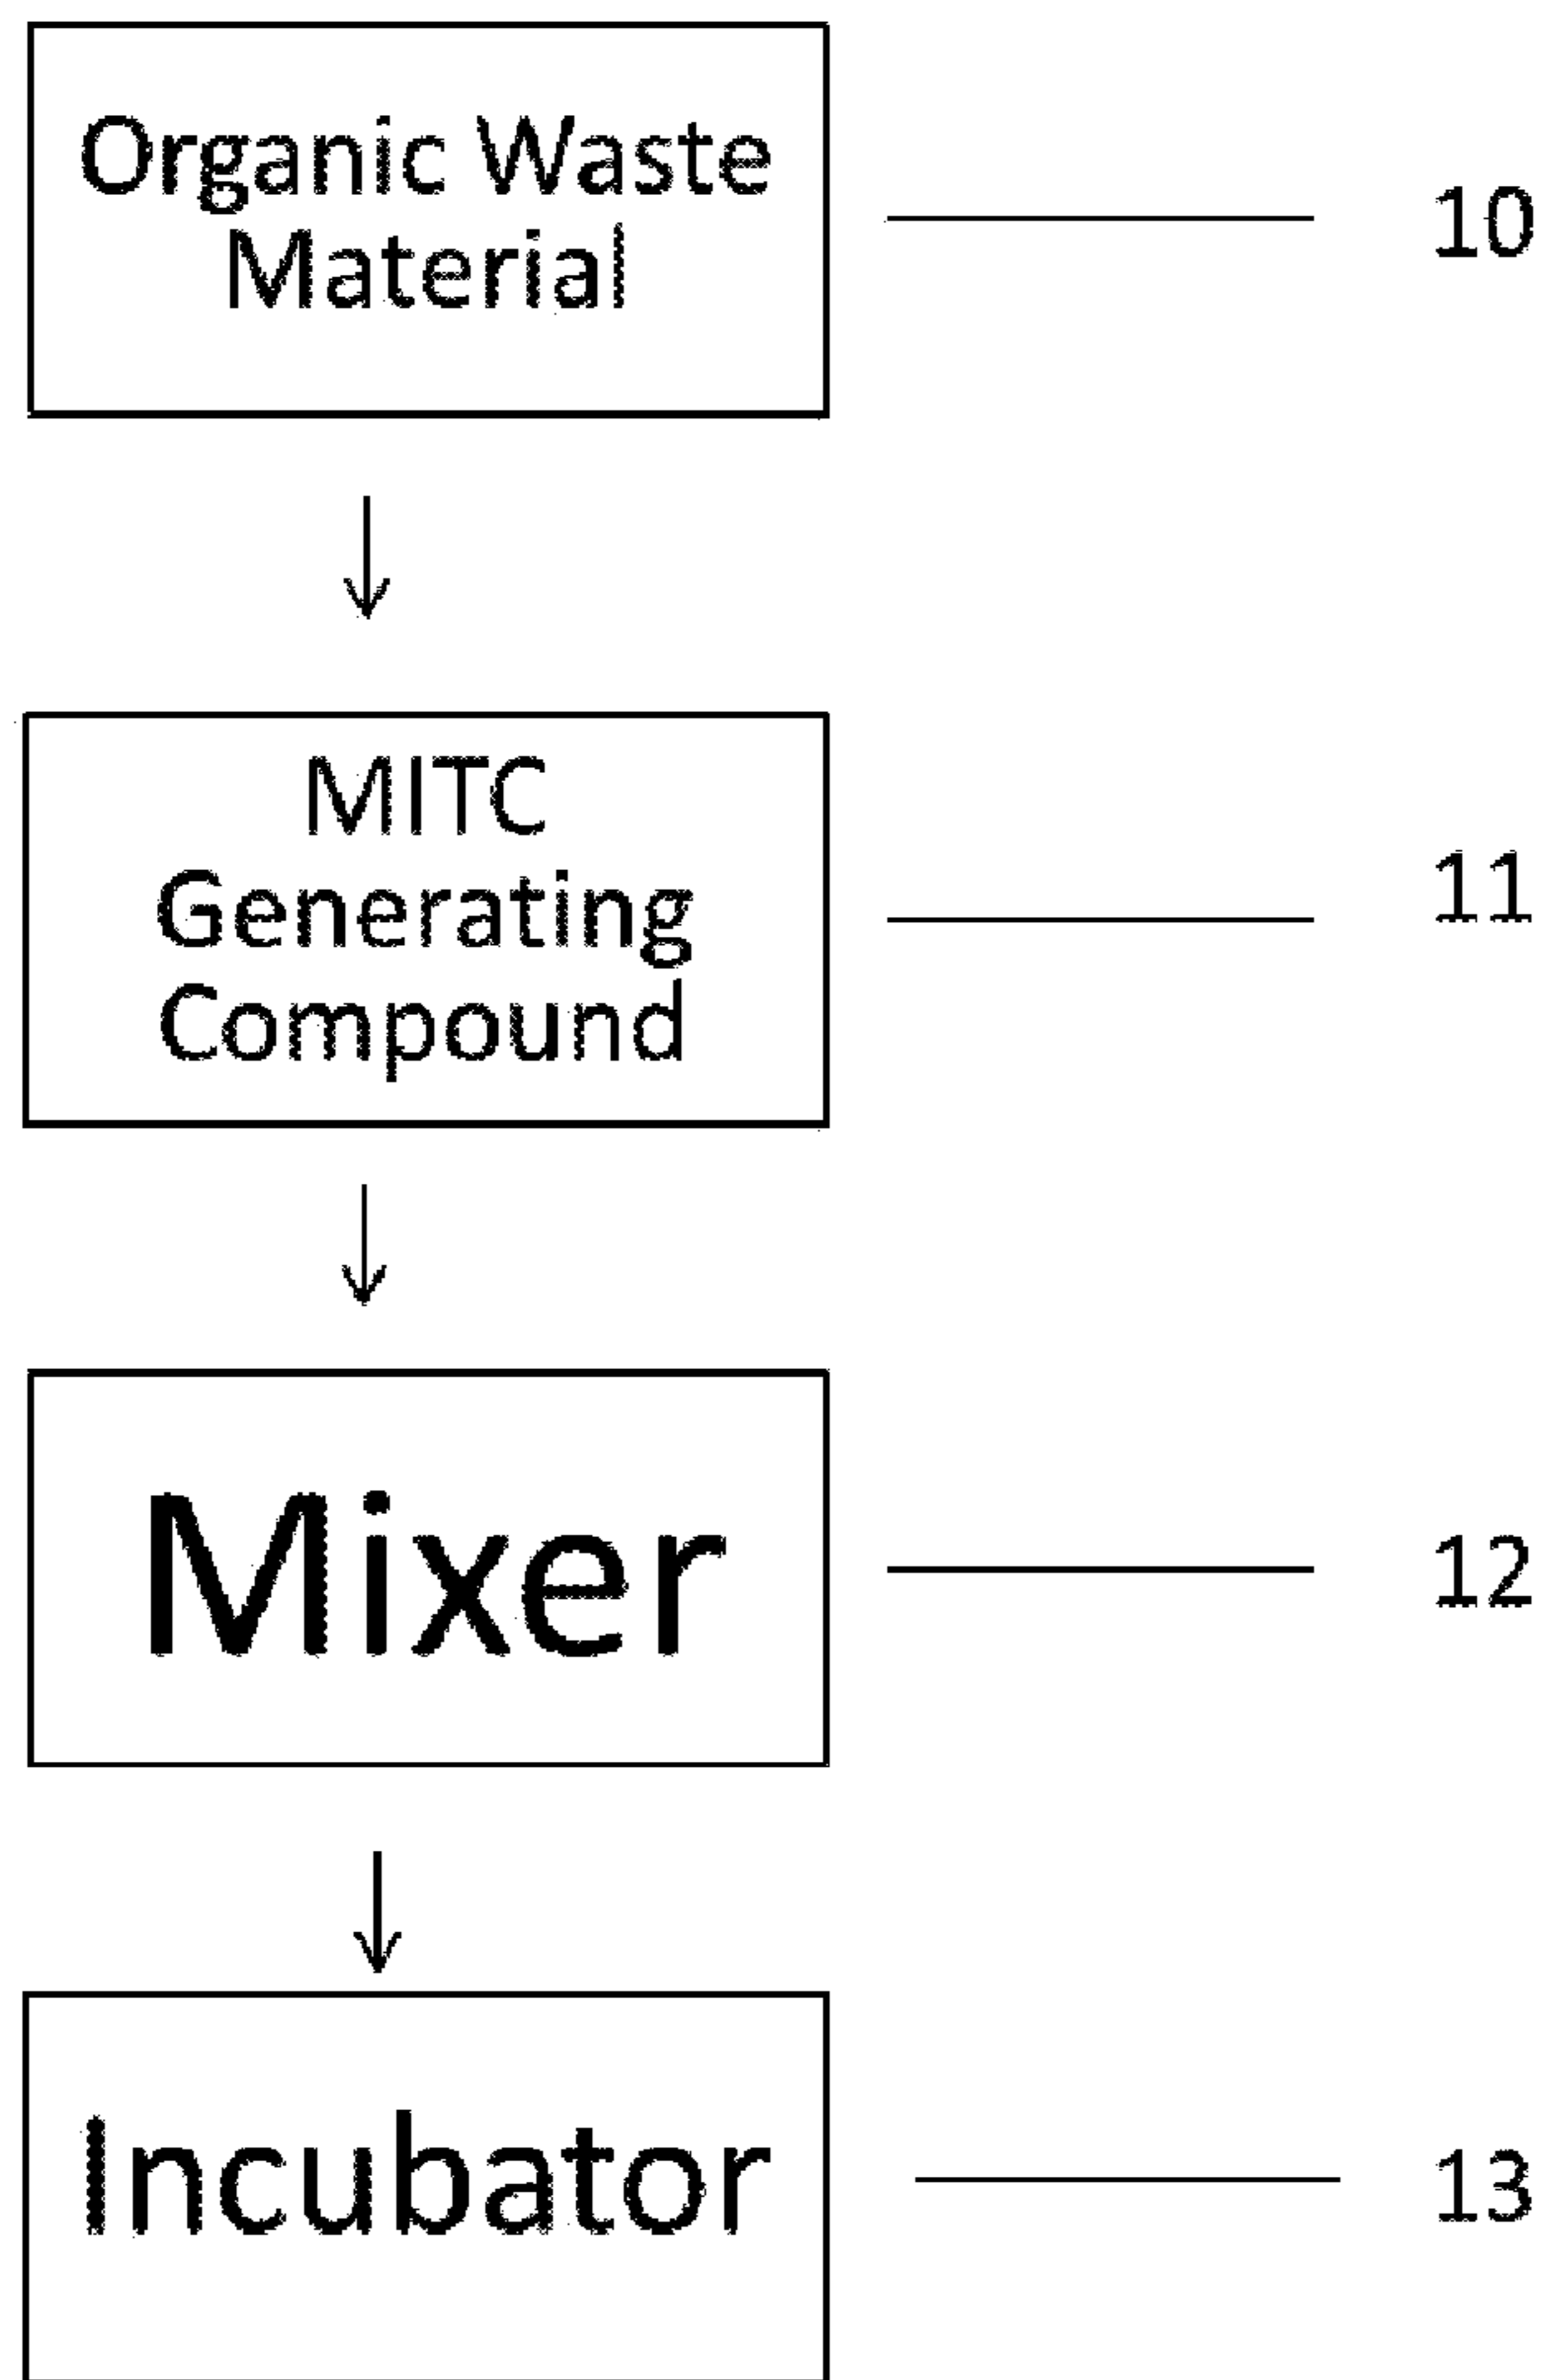 Organic Waste
Material
10
MITC
Generating
Compound
11
Mixer
12
Incubator
13